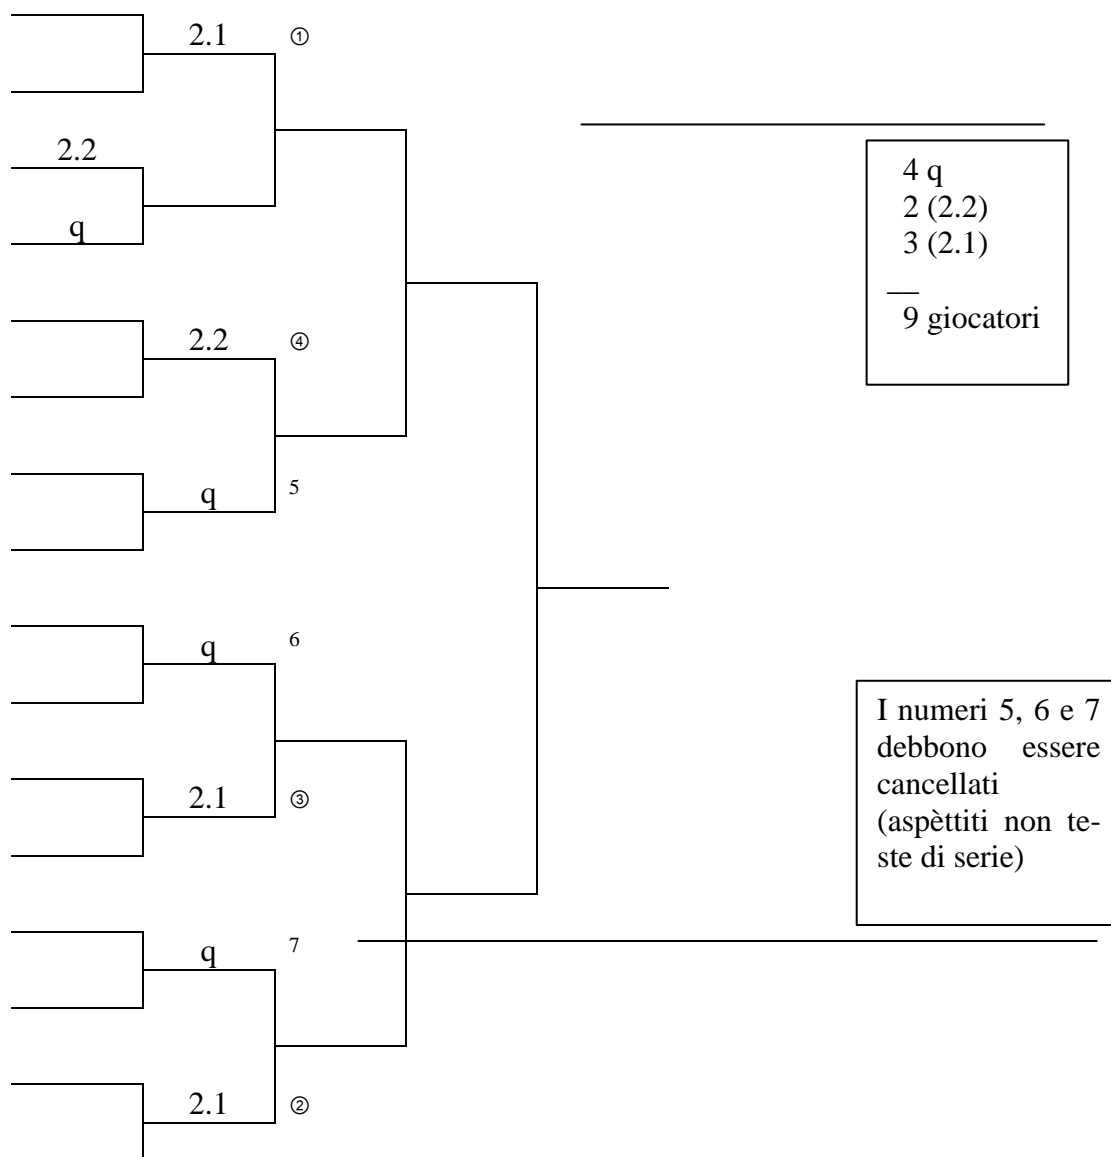 2.1 ①
2.2
q
2.2 ④
q 5
q 6
2.1 ③
q 7
2.1 ②
4 q
2 (2.2)
3 (2.1)
__
9 giocatori
I numeri 5, 6 e 7
debbono essere
cancellati
(aspèttiti non te-
ste di serie)